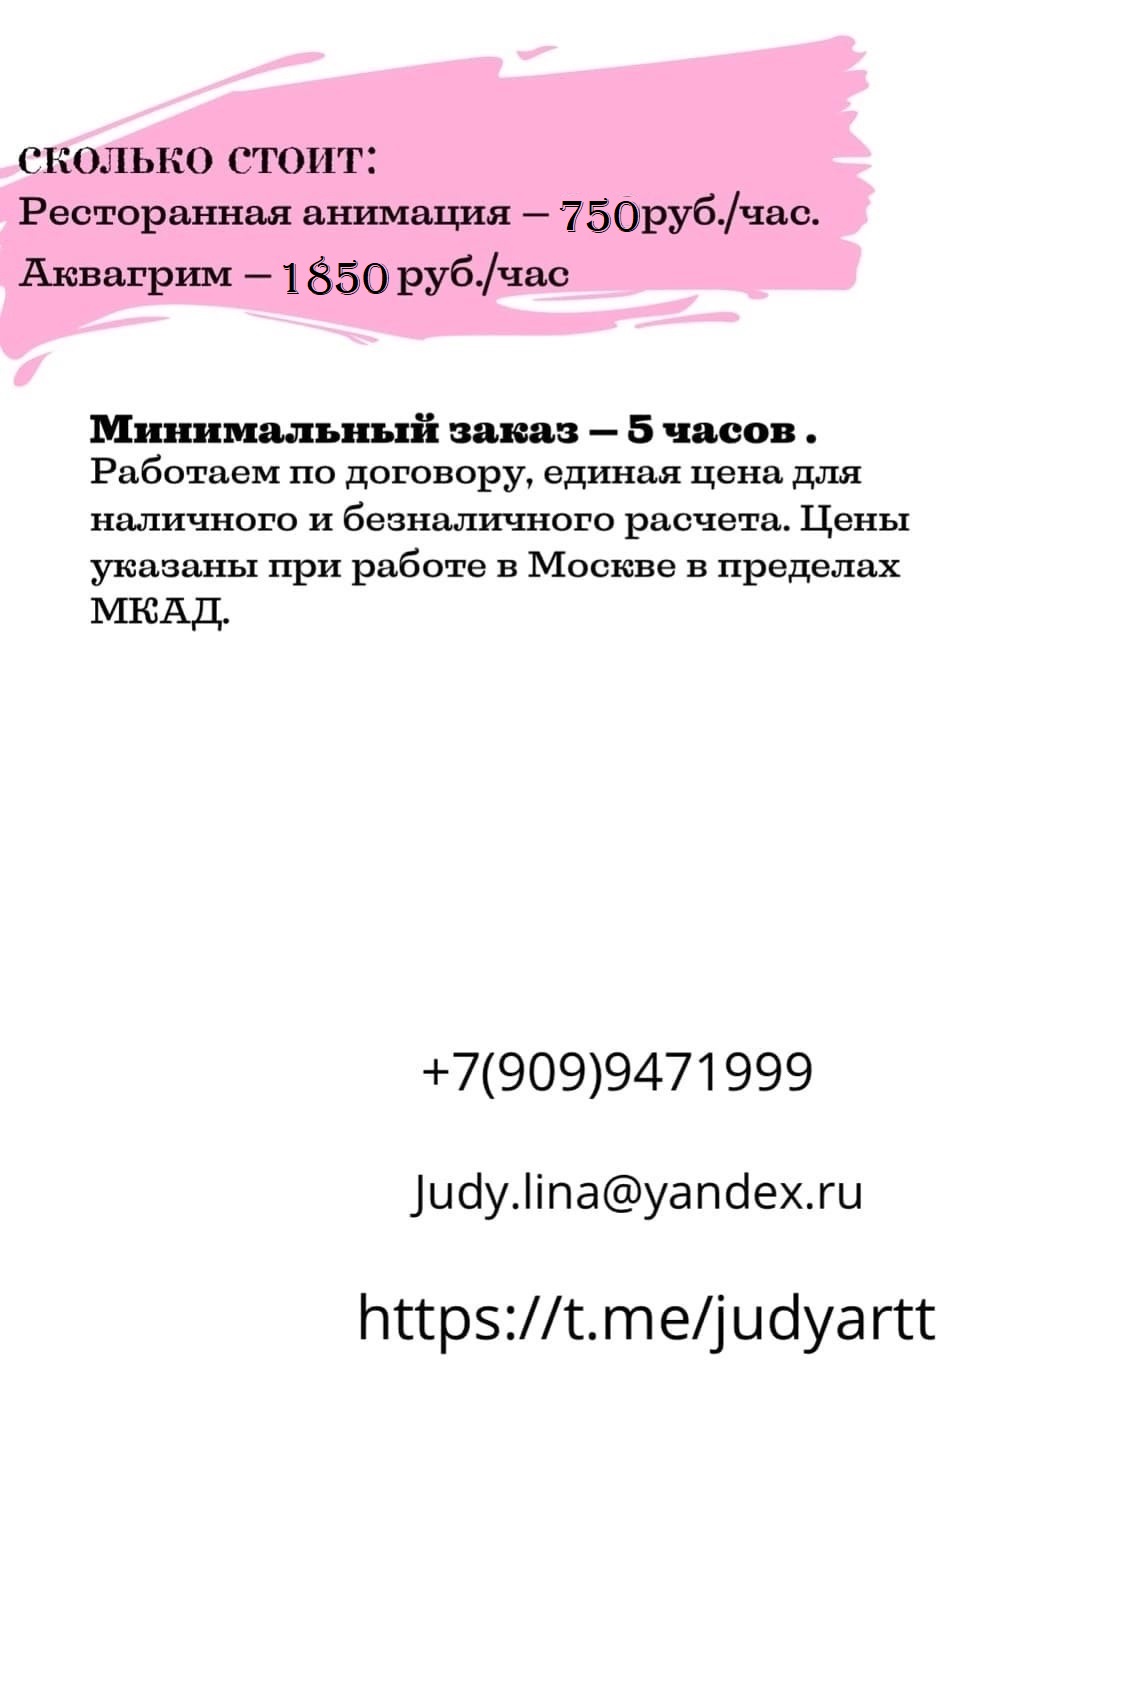 сколько стоит:
Ресторанная анимация – 750руб./час.
Аквагрим – 1850 руб./час
Минимальный заказ – 5 часов .
Работаем по договору, единая цена для
наличного и безналичного расчета. Цены
указаны при работе в Москве в пределах
МКАД.
+7(909)9471999
Judy.lina@yandex.ru
https://t.me/judyartt